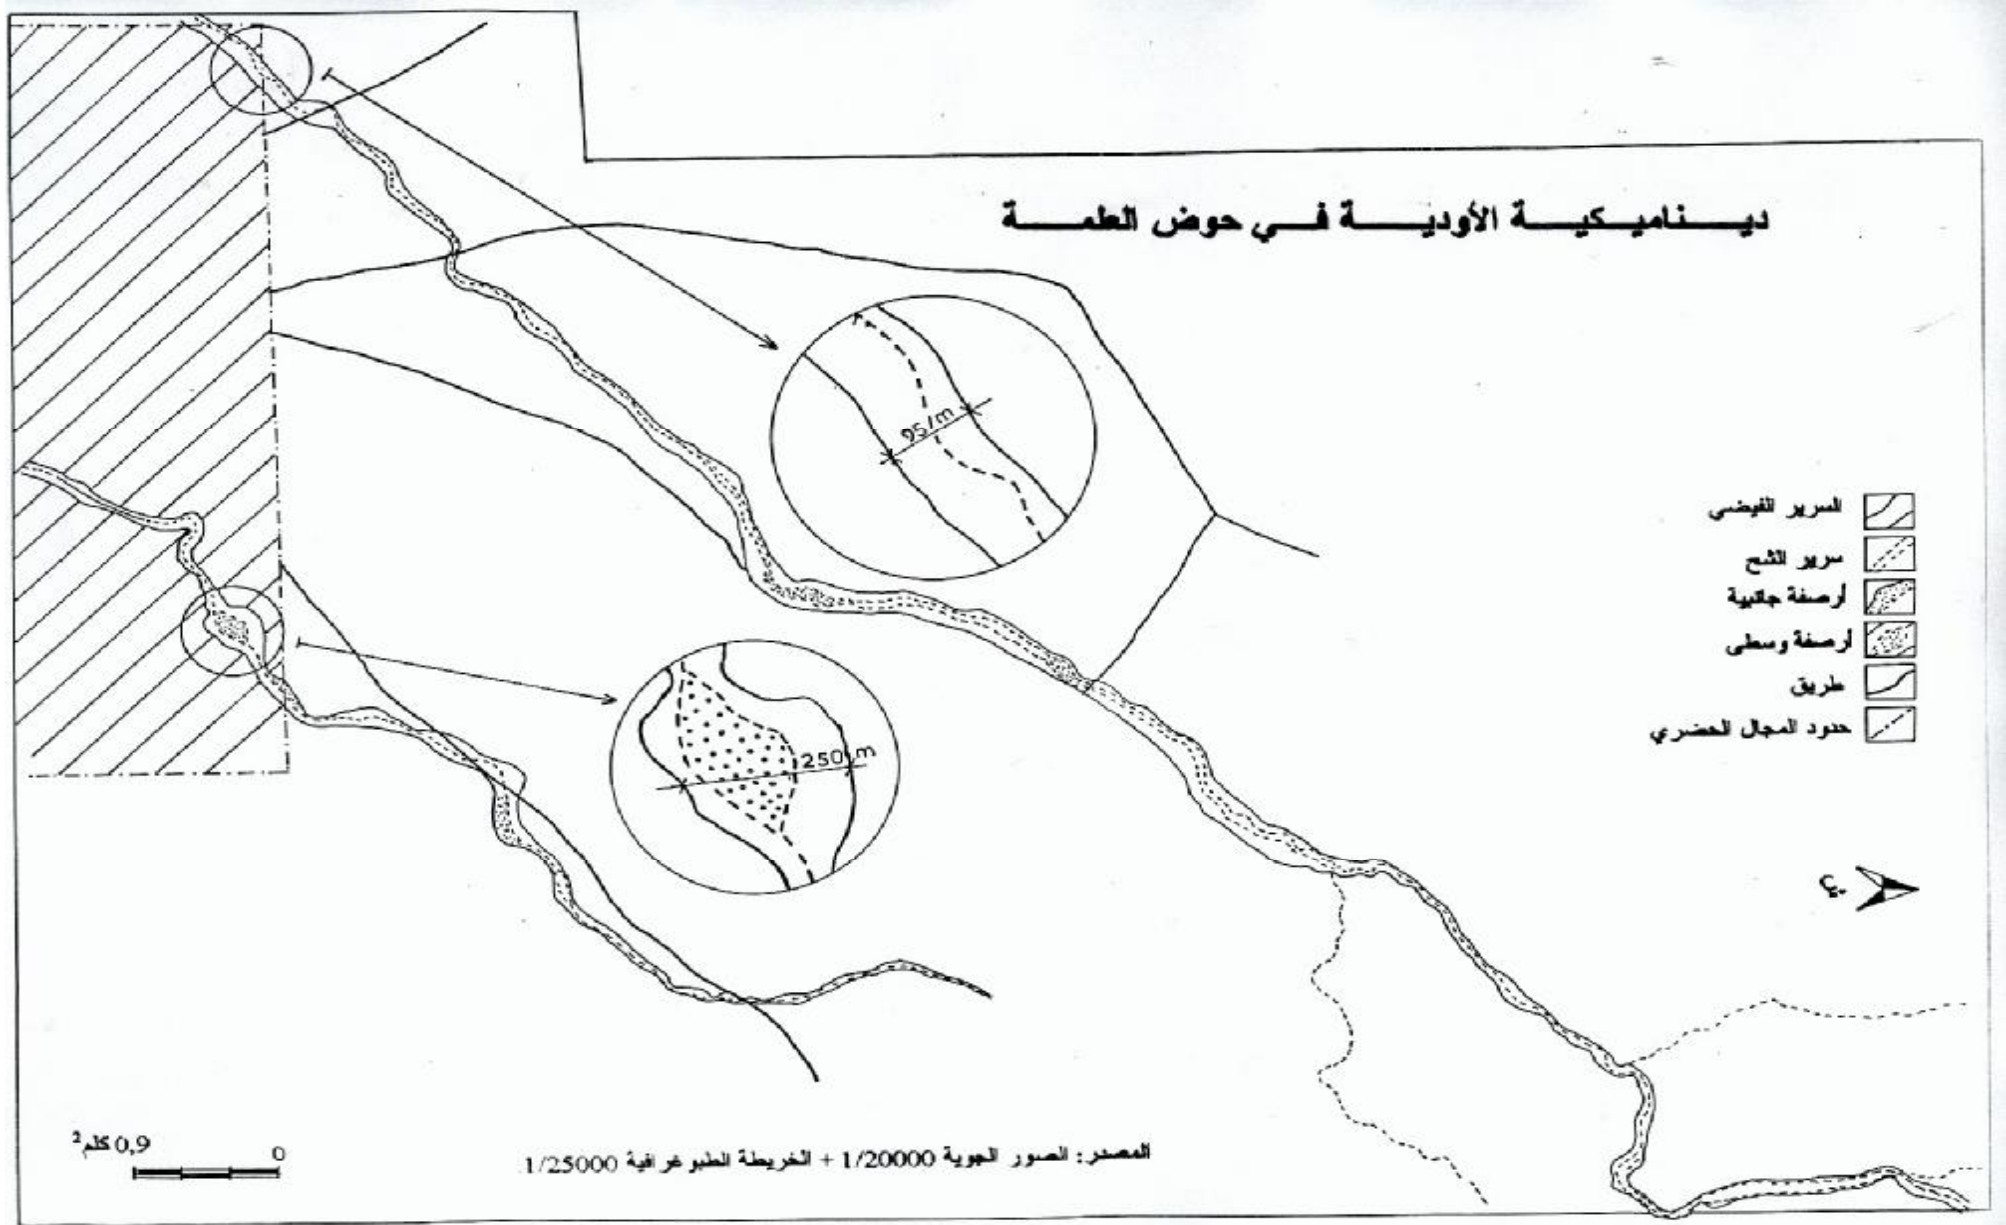 ديناميكية الأودية في حوض الطمة
95/m
السرير الفيضي
سرير الشح
أرصفة جانبية
أرصفة وسطى
250 m
طريق
حدود المجال الحضري
0,9 كلم²
0
المصدر: الصور الجوية 1/20000 + الخريطة الطبوغرافية 1/25000